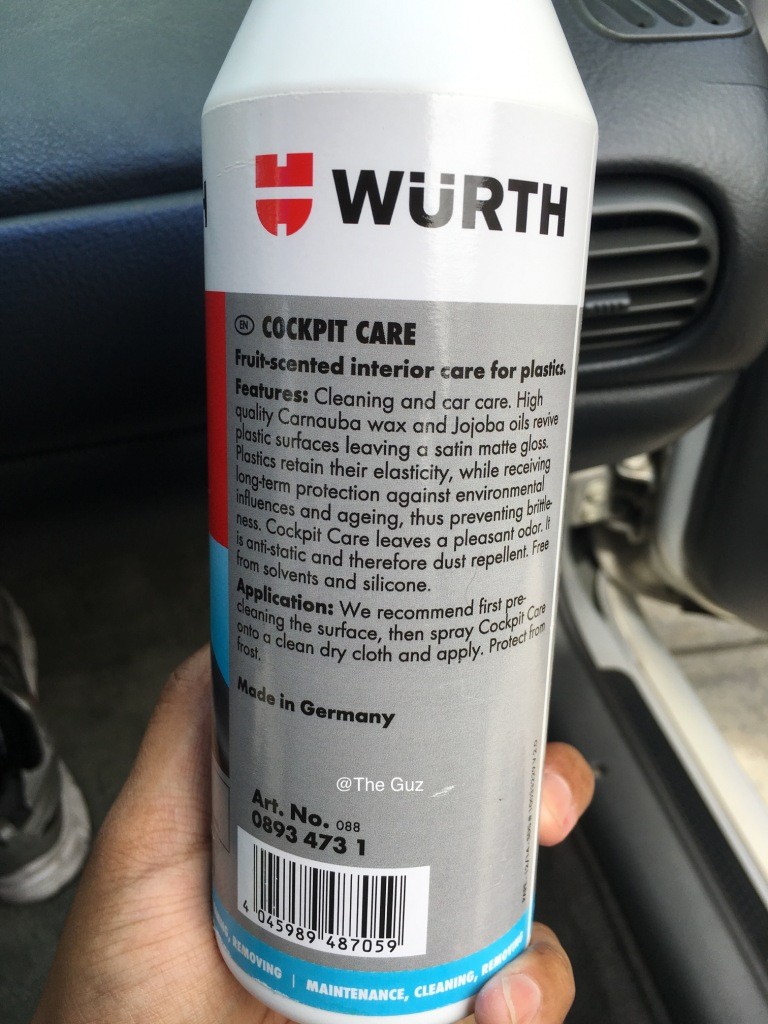 H WÜRTH
EN COCKPIT CARE
Fruit-scented interior care for plastics.
Features: Cleaning and car care. High
quality Carnauba wax and Jojoba oils revive
plastic surfaces leaving a satin matte gloss.
Plastics retain their elasticity, while receiving
long-term protection against environmental
influences and ageing, thus preventing brittle-
ness. Cockpit Care leaves a pleasant odor. It
is anti-static and therefore dust repellent. Free
from solvents and silicone.
Application: We recommend first pre-
cleaning the surface, then spray Cockpit Care
onto a clean dry cloth and apply. Protect from
frost.
Made in Germany
@The Guz
Art. No. 088
0893 473 1
4 045989 487059
NING, REMOVING | MAINTENANCE, CLEANING, REMOVING